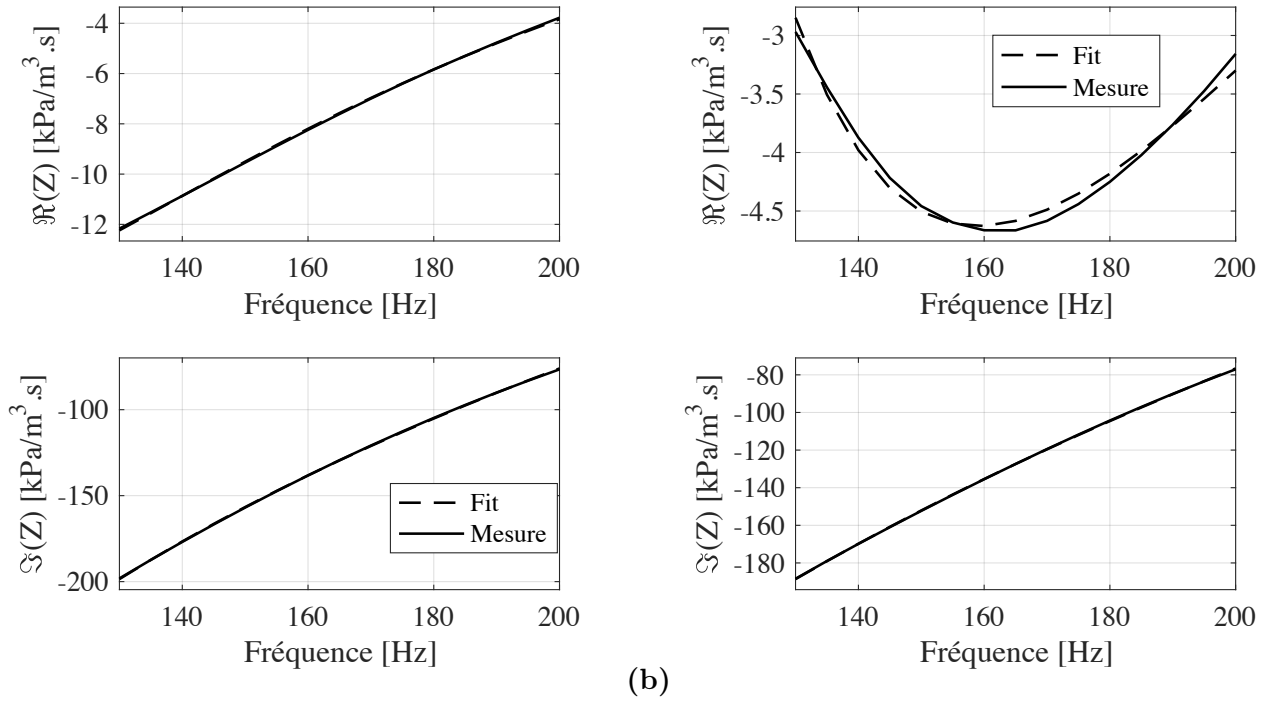 ℜ(Z) [kPa/m³.s]
-4
-6
-8
-10
-12
140 160 180 200
Fréquence [Hz]
ℜ(Z) [kPa/m³.s]
-3
-3.5
-4
-4.5
Fit
Mesure
140 160 180 200
Fréquence [Hz]
ℑ(Z) [kPa/m³.s]
-100
-150
-200
Fit
Mesure
140 160 180 200
Fréquence [Hz]
ℑ(Z) [kPa/m³.s]
-80
-100
-120
-140
-160
-180
140 160 180 200
Fréquence [Hz]
(b)